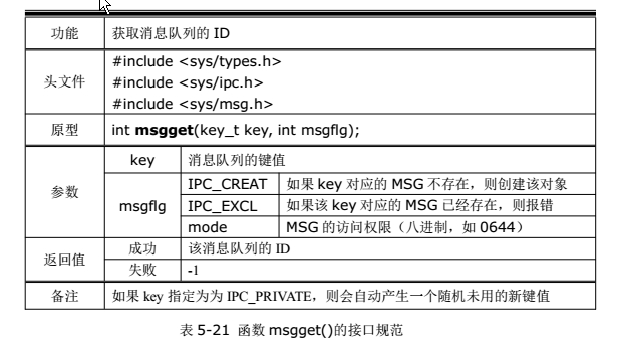 功能 获取消息队列的 ID
头文件 #include <sys/types.h>
#include <sys/ipc.h>
#include <sys/msg.h>
原型 int msgget(key_t key, int msgflg);
参数 key 消息队列的键值
msgflg IPC_CREAT 如果 key 对应的 MSG 不存在，则创建该对象
IPC_EXCL 如果该 key 对应的 MSG 已经存在，则报错
mode MSG 的访问权限（八进制，如 0644）
返回值 成功 该消息队列的 ID
失败 -1
备注 如果 key 指定为为 IPC_PRIVATE，则会自动产生一个随机未用的新键值
表 5-21 函数 msgget()的接口规范